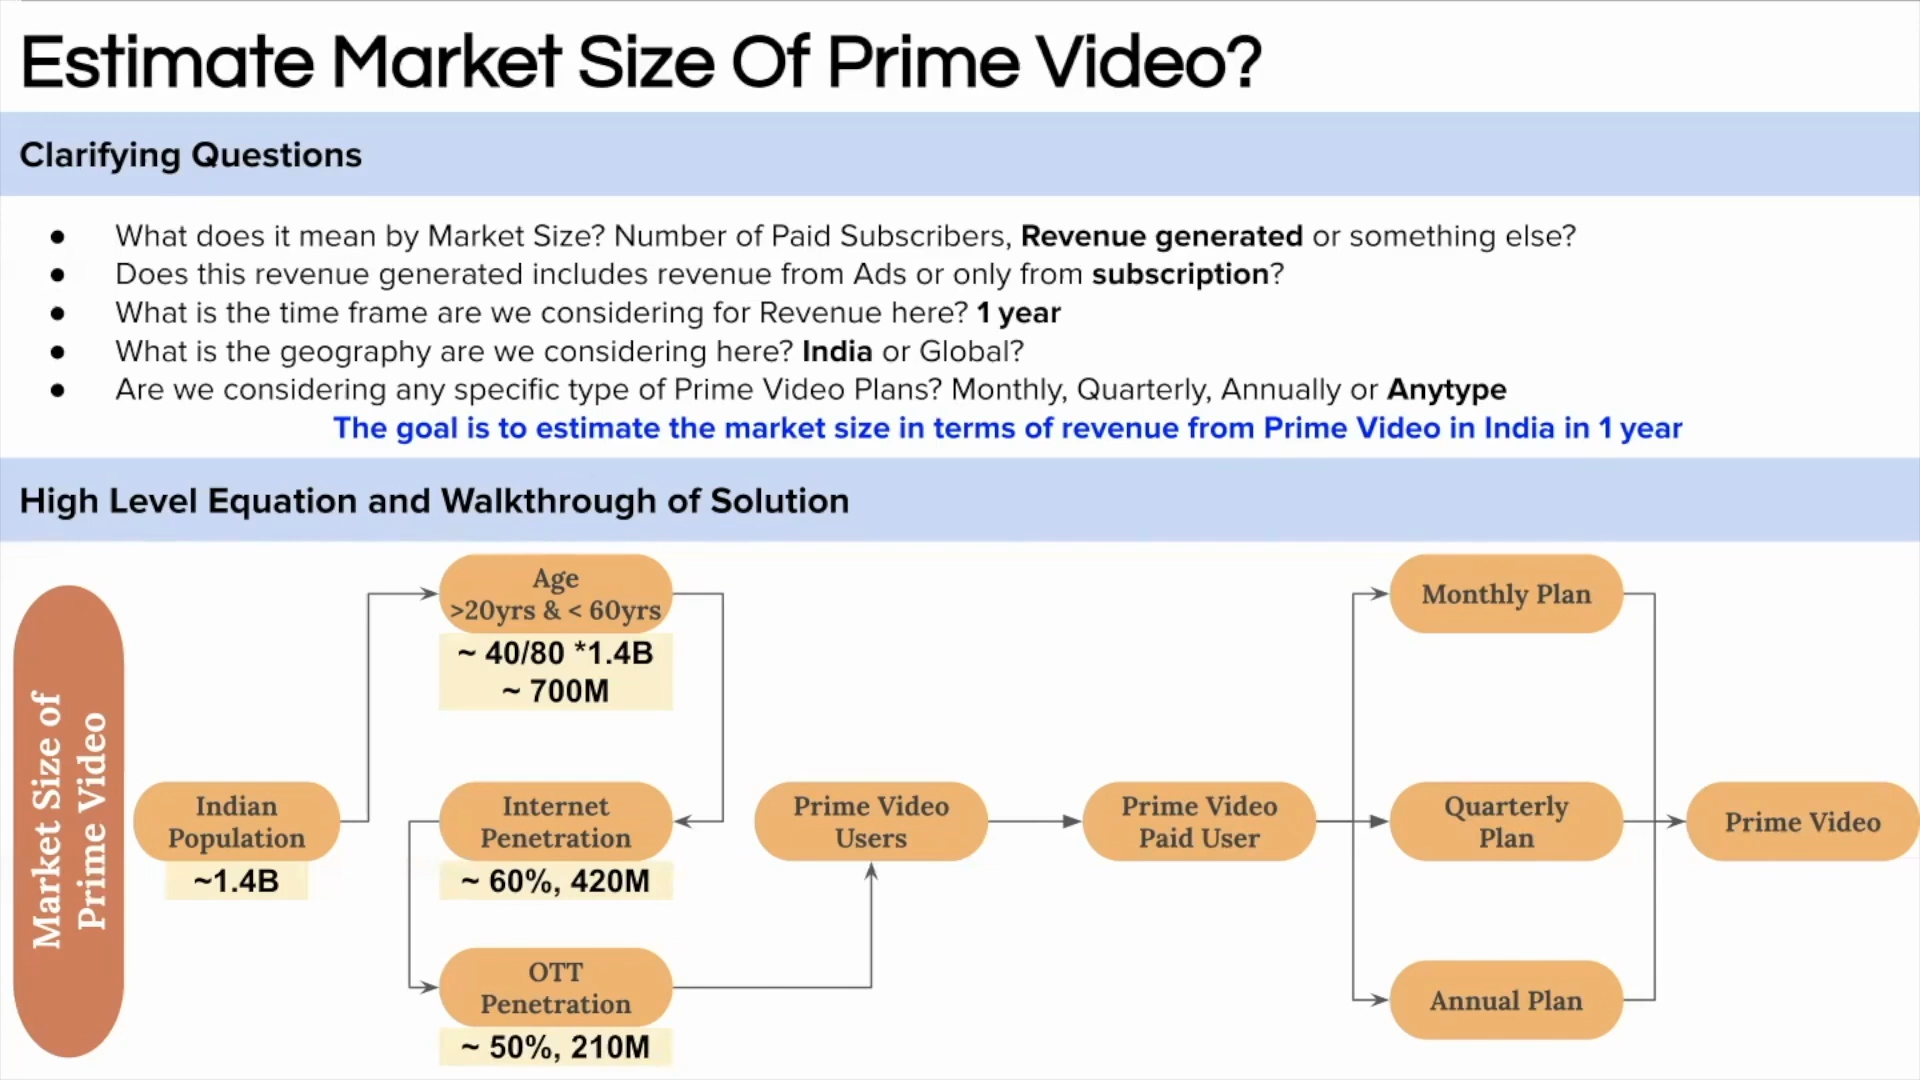 Estimate Market Size Of Prime Video?
Clarifying Questions
● What does it mean by Market Size? Number of Paid Subscribers, Revenue generated or something else?
● Does this revenue generated includes revenue from Ads or only from subscription?
● What is the time frame are we considering for Revenue here? 1 year
● What is the geography are we considering here? India or Global?
● Are we considering any specific type of Prime Video Plans? Monthly, Quarterly, Annually or Anytype
The goal is to estimate the market size in terms of revenue from Prime Video in India in 1 year
High Level Equation and Walkthrough of Solution
Market Size of
Prime Video
Indian
Population
~1.4B
Age
>20yrs & < 60yrs
~ 40/80 *1.4B
~ 700M
Internet
Penetration
~ 60%, 420M
OTT
Penetration
~ 50%, 210M
Prime Video
Users
Prime Video
Paid User
Monthly Plan
Quarterly
Plan
Annual Plan
Prime Video